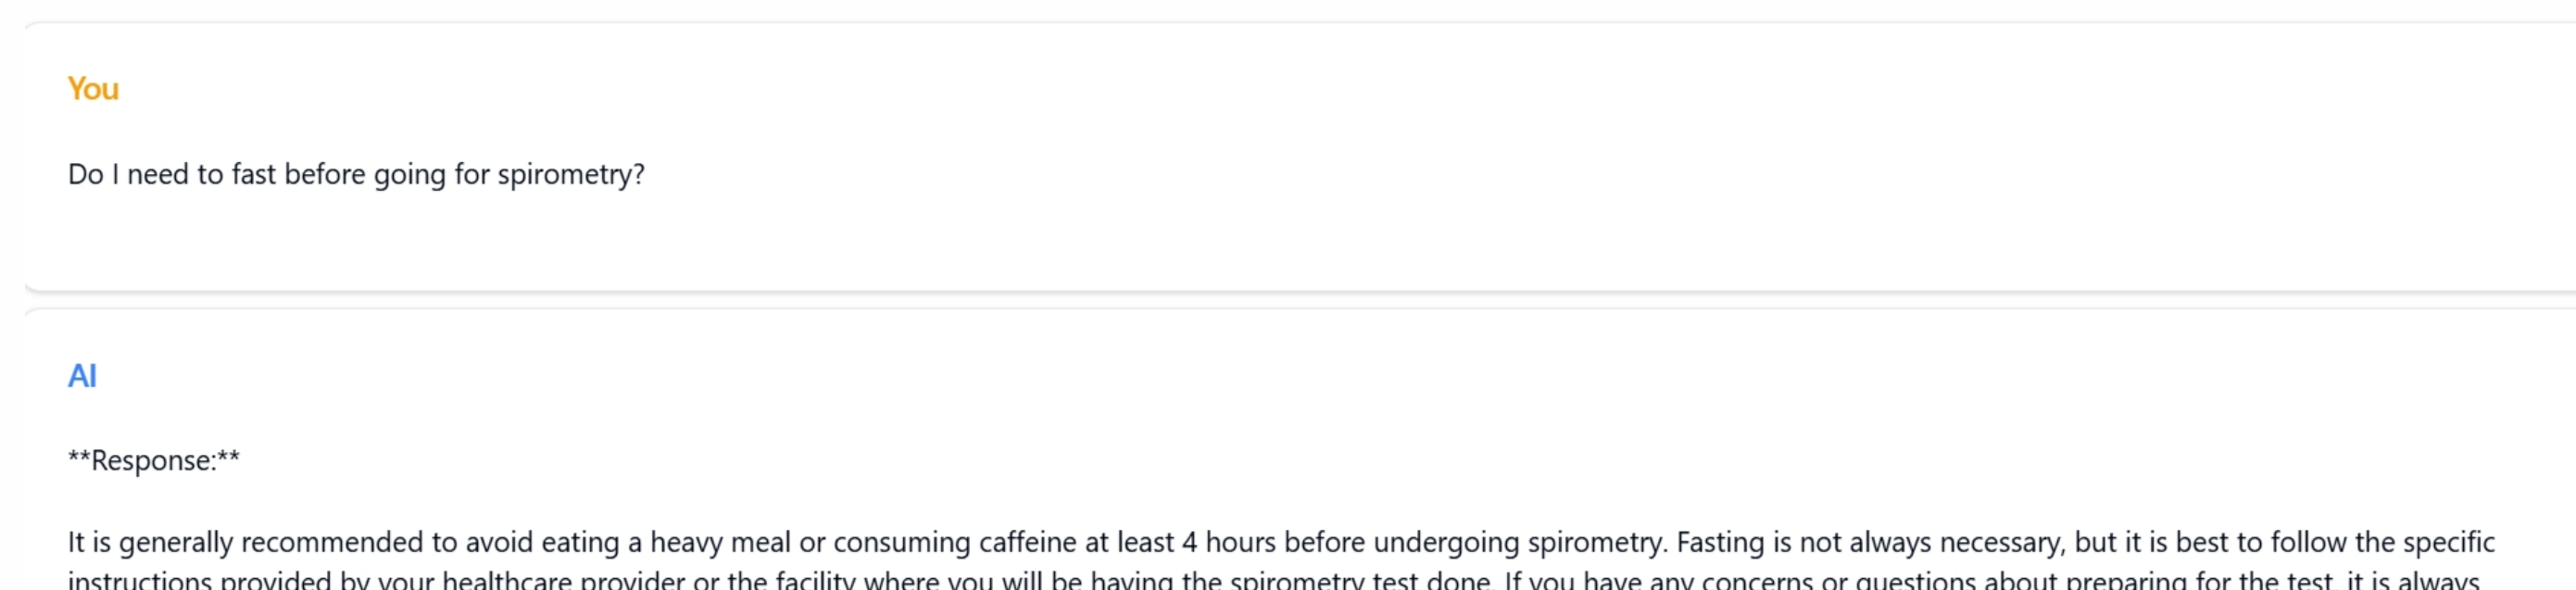 You
Do I need to fast before going for spirometry?
AI
**Response:**
It is generally recommended to avoid eating a heavy meal or consuming caffeine at least 4 hours before undergoing spirometry. Fasting is not always necessary, but it is best to follow the specific
instructions provided by your healthcare provider or the facility where you will be having the spirometry test done. If you have any concerns or questions about preparing for the test, it is always